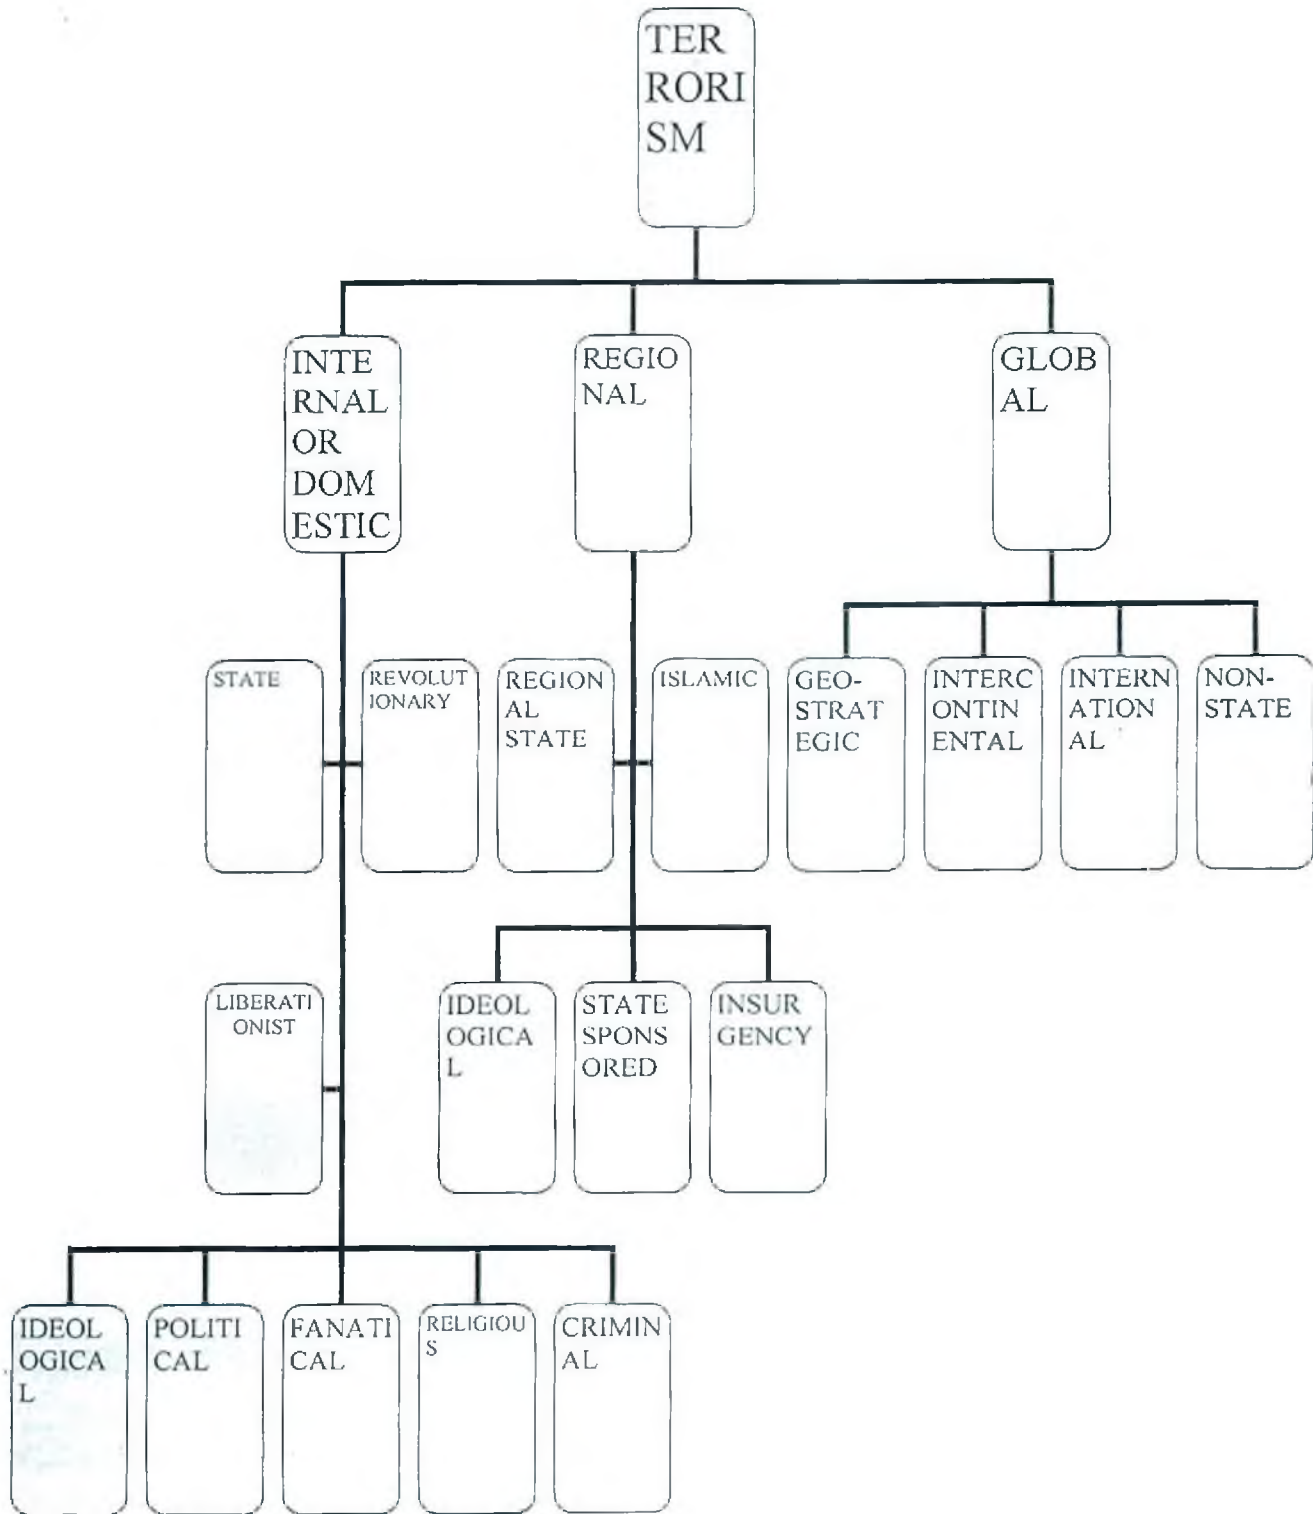 TER
RORI
SM
INTE
RNAL
OR
DOM
ESTIC
REGIO
NAL
GLOB
AL
STATE
REVOLUT
IONARY
REGION
AL
STATE
ISLAMIC
GEO-
STRAT
EGIC
INTERC
ONTIN
ENTAL
INTERN
ATION
AL
NON-
STATE
LIBERATI
ONIST
IDEOL
OGICA
L
STATE
SPONS
ORED
INSUR
GENCY
IDEOL
OGICA
L
POLITI
CAL
FANATI
CAL
RELIGIOU
S
CRIMIN
AL